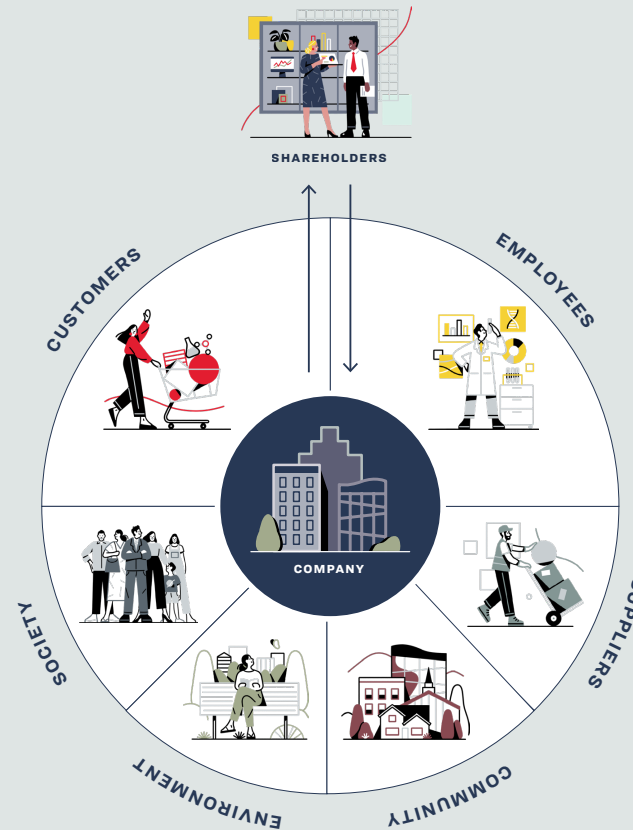 SHAREHOLDERS
CUSTOMERS
EMPLOYEES
COMPANY
SOCIETY
SUPPLIERS
ENVIRONMENT
COMMUNITY